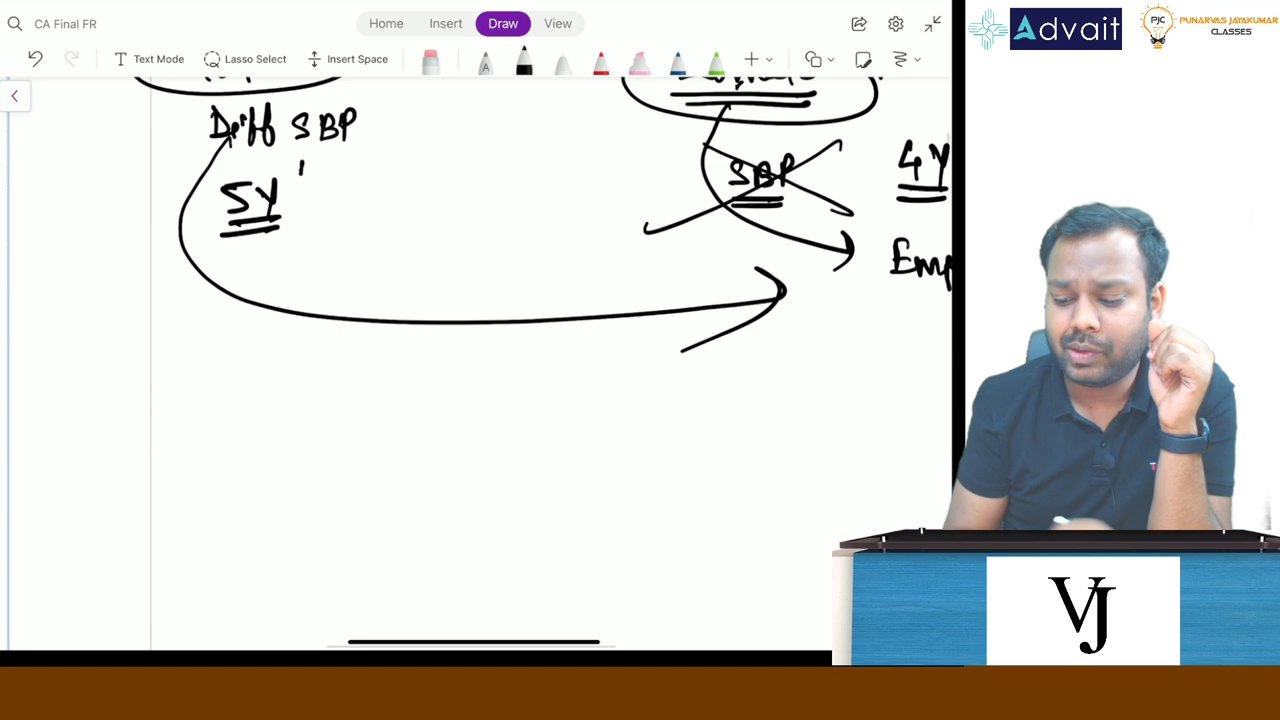 CA Final FR
Home Insert Draw View
Text Mode Lasso Select Insert Space
Advait
PJC
PUNARVAS JAYAKUMAR
CLASSES
Diff SBP
5Y
SBP
4Y
Emp
VJ